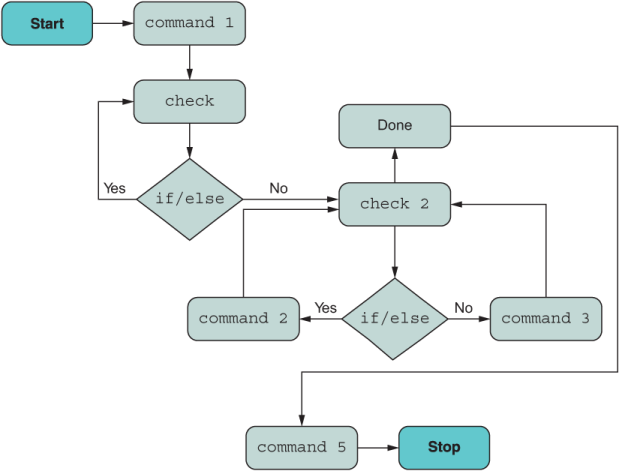 Start
command 1
check
Done
Yes
if/else
No
check 2
command 2
Yes
if/else
No
command 3
command 5
Stop